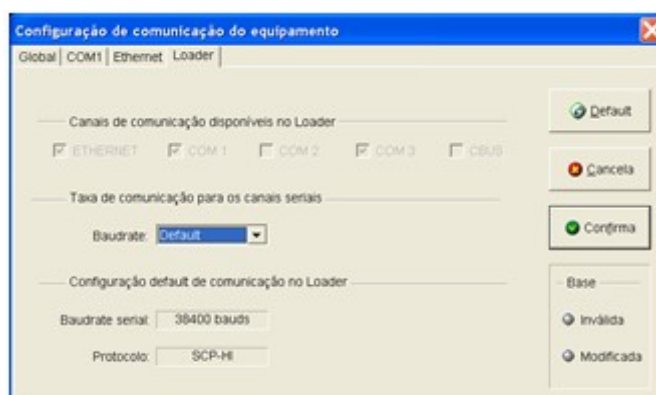 Configuração de comunicação do equipamento
Global COM1 Ethernet Loader
Canais de comunicação disponíveis no Loader
ETHERNET COM 1 COM 2 COM 3 CBUS
Taxa de comunicação para os canais seriais
Baudrate: Default
Configuração default de comunicação no Loader
Baudrate serial: 38400 bauds
Protocolo: SCP-HI
Default
Cancela
Confirma
Base
Inválida
Modificada